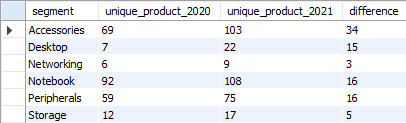 segment unique_product_2020 unique_product_2021 difference
Accessories 69 103 34
Desktop 7 22 15
Networking 6 9 3
Notebook 92 108 16
Peripherals 59 75 16
Storage 12 17 5